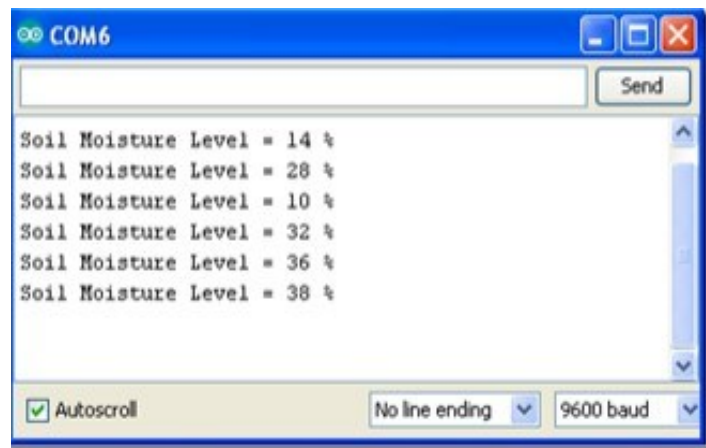 COM6
Send
Soil Moisture Level = 14 %
Soil Moisture Level = 28 %
Soil Moisture Level = 10 %
Soil Moisture Level = 32 %
Soil Moisture Level = 36 %
Soil Moisture Level = 38 %
Autoscroll
No line ending
9600 baud